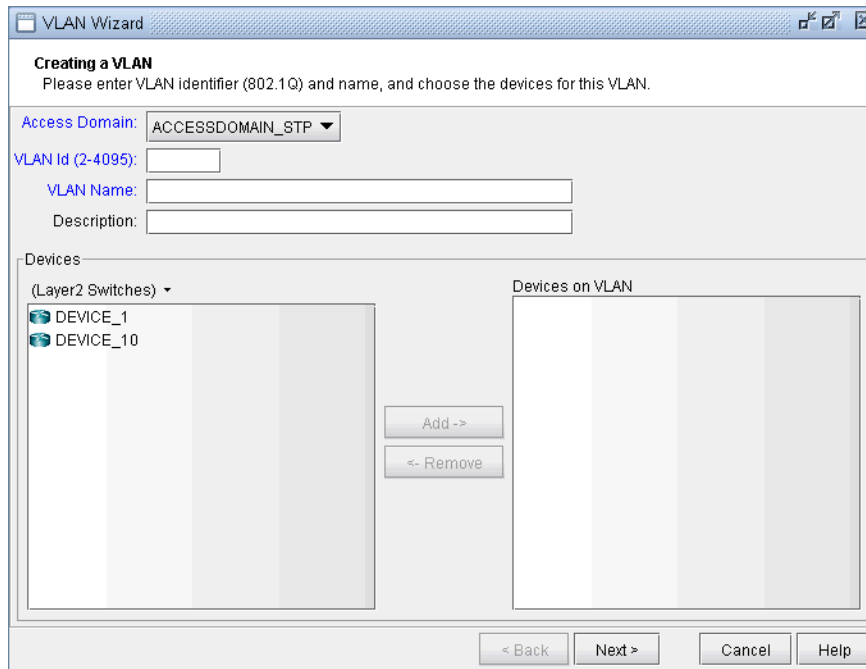 VLAN Wizard
Creating a VLAN
Please enter VLAN identifier (802.1Q) and name, and choose the devices for this VLAN.
Access Domain: ACCESSDOMAIN_STP
VLAN Id (2-4095):
VLAN Name:
Description:
Devices
(Layer2 Switches)
Devices on VLAN
DEVICE_1
DEVICE_10
Add ->
<- Remove
< Back Next > Cancel Help